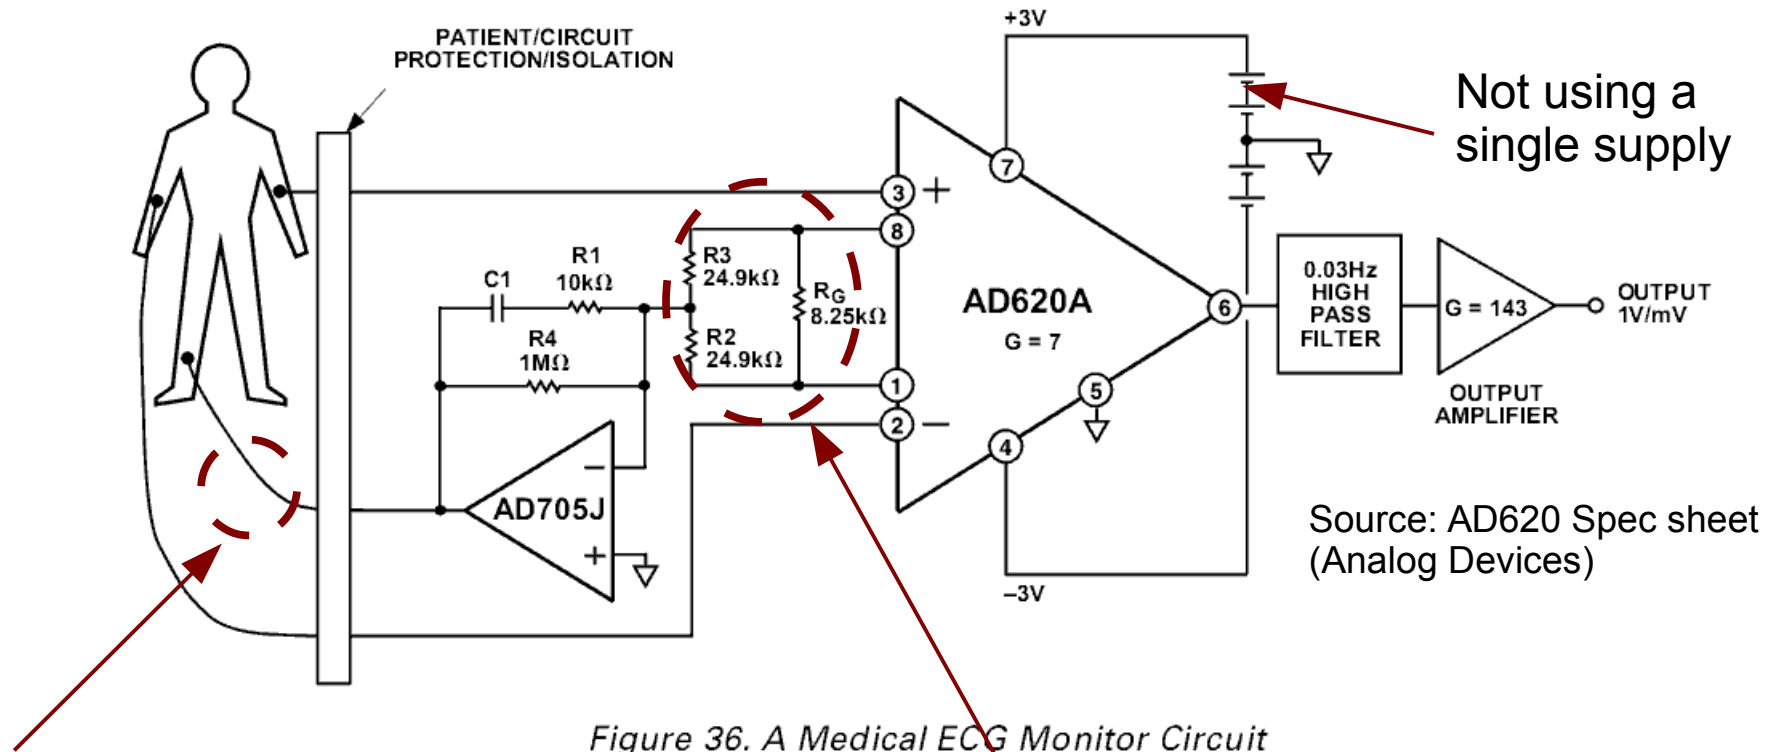 +3V
PATIENT/CIRCUIT
PROTECTION/ISOLATION
Not using a
single supply
7
3
+
8
R1
10kΩ
C1
R3
24.9kΩ
RG
8.25kΩ
R4
1MΩ
R2
24.9kΩ
AD620A
G = 7
6
0.03Hz
HIGH
PASS
FILTER
G = 143
OUTPUT
1V/mV
1
2
−
5
4
OUTPUT
AMPLIFIER
−
AD705J
+
Source: AD620 Spec sheet
(Analog Devices)
–3V
Figure 36. A Medical ECG Monitor Circuit